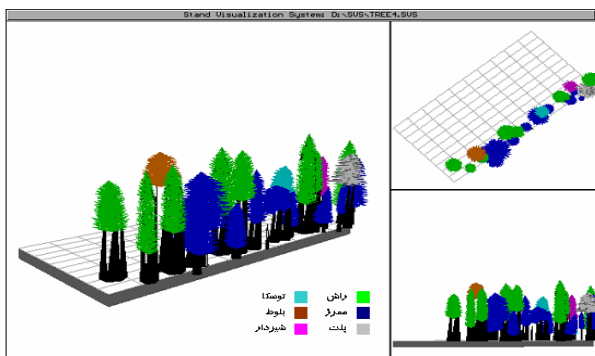 Stand Visualization System: D:\SVS\TREE4.SVS
راش توسکا
ممرز بلوط
پلت شیردار